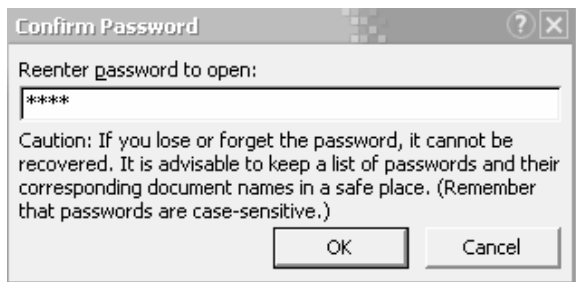 Confirm Password
Reenter password to open:
****
Caution: If you lose or forget the password, it cannot be
recovered. It is advisable to keep a list of passwords and their
corresponding document names in a safe place. (Remember
that passwords are case-sensitive.)
OK Cancel